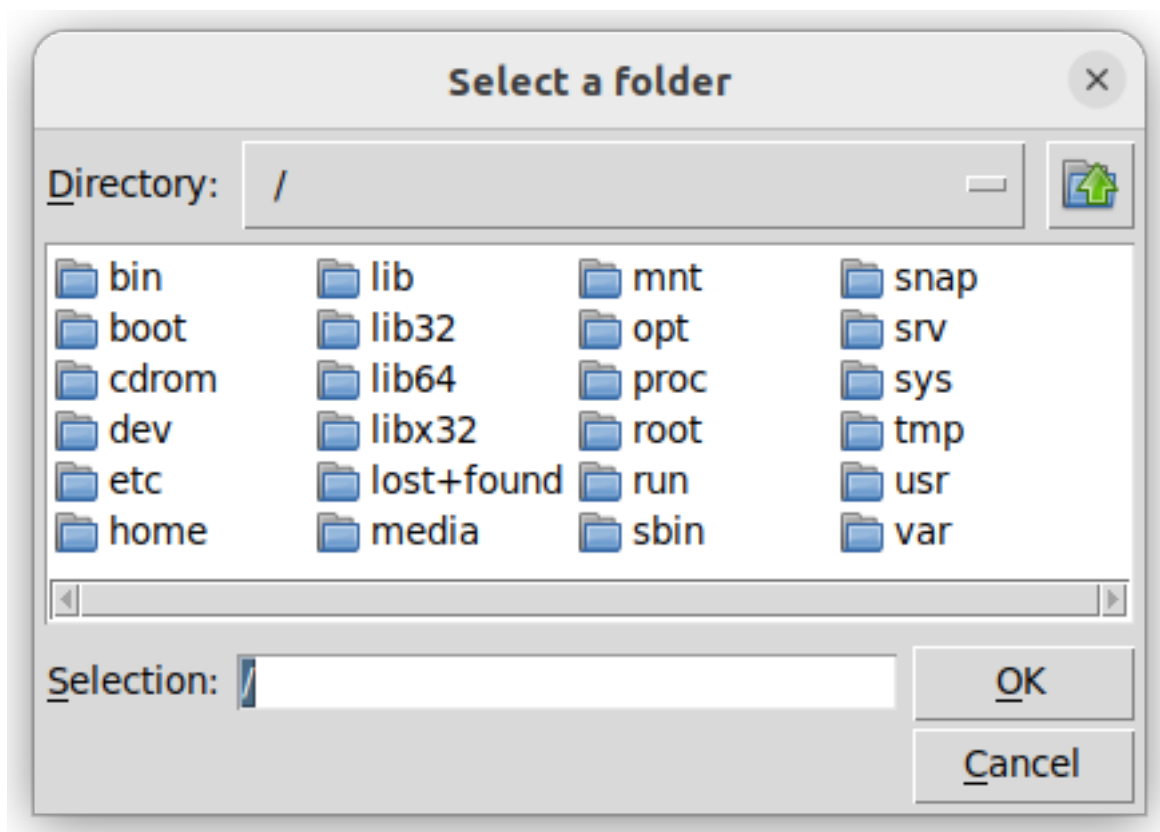 Select a folder
Directory: /
bin lib mnt snap
boot lib32 opt srv
cdrom lib64 proc sys
dev libx32 root tmp
etc lost+found run usr
home media sbin var
Selection: / OK
Cancel